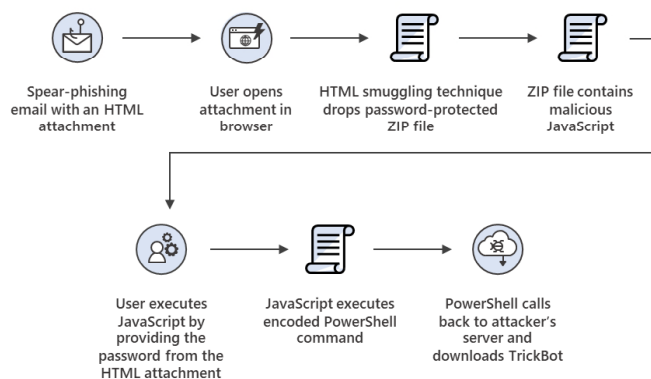 Spear-phishing
email with an HTML
attachment
User opens
attachment in
browser
HTML smuggling technique
drops password-protected
ZIP file
ZIP file contains
malicious
JavaScript
User executes
JavaScript by
providing the
password from the
HTML attachment
JavaScript executes
encoded PowerShell
command
PowerShell calls
back to attacker's
server and
downloads TrickBot